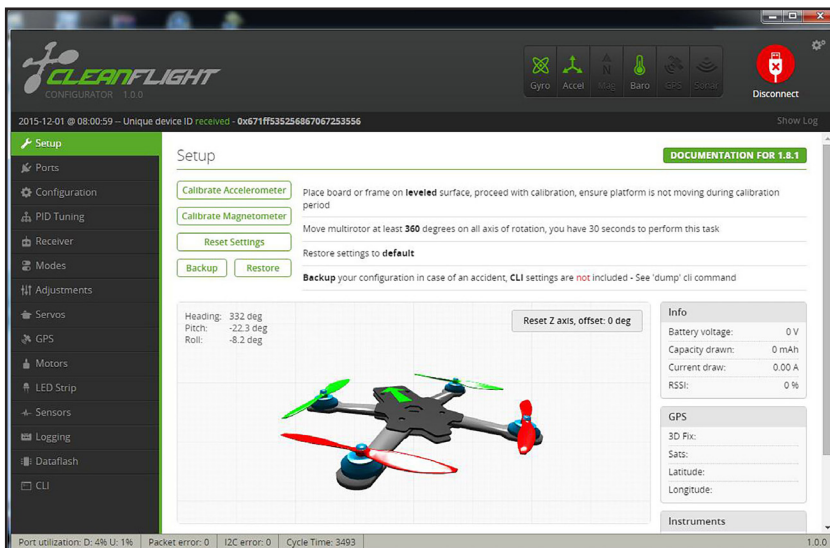 CLEANFLIGHT
CONFIGURATOR 1.0.0
Gyro Accel Mag Baro GPS Sonar
Disconnect
2015-12-01 @ 08:00:59 -- Unique device ID received - 0x671ff535256867067253556
Show Log
Setup
Ports
Configuration
PID Tuning
Receiver
Modes
Adjustments
Servos
GPS
Motors
LED Strip
Sensors
Logging
Dataflash
CLI
Setup
DOCUMENTATION FOR 1.8.1
Calibrate Accelerometer
Place board or frame on leveled surface, proceed with calibration, ensure platform is not moving during calibration
period
Calibrate Magnetometer
Move multirotor at least 360 degrees on all axis of rotation, you have 30 seconds to perform this task
Reset Settings
Restore settings to default
Backup Restore
Backup your configuration in case of an accident, CLI settings are not included - See 'dump' cli command
Heading: 332 deg
Pitch: -22.3 deg
Roll: -8.2 deg
Reset Z axis, offset: 0 deg
Info
Battery voltage: 0 V
Capacity drawn: 0 mAh
Current draw: 0.00 A
RSSI: 0 %
GPS
3D Fix:
Sats:
Latitude:
Longitude:
Instruments
Port utilization: D: 4% U: 1% Packet error: 0 I2C error: 0 Cycle Time: 3493 1.0.0